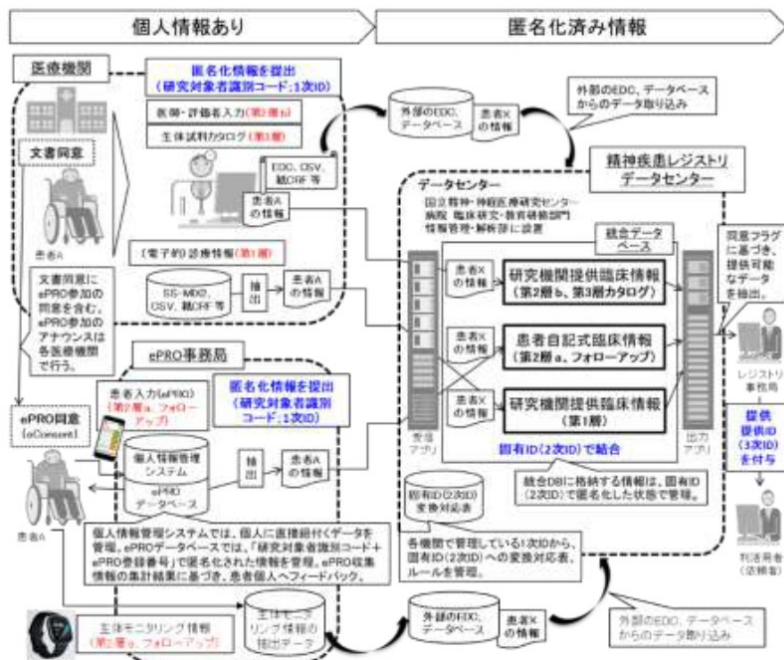 個人情報あり
匿名化済み情報
医療機関
匿名化情報を提出
(研究対象者識別コード:1次ID)
医師・評価者入力(第2層b)
生体試料カタログ(第3層)
文書同意
EDC、CSV、
紙CRF等
患者A
の情報
患者A
(電子的)診療情報(第1層)
SS-MIX2、
CSV、紙CRF等
抽
出
患者A
の情報
文書同意に
ePRO参加の
同意を含む。
ePRO参加の
アナウンスは
各医療機関
で行う。
外部のEDC、
データベース
患者X
の情報
外部のEDC、データベース
からのデータ取り込み
精神疾患レジストリ
データセンター
データセンター
国立精神・神経医療研究センター
病院 臨床研究・教育研修部門
情報管理・解析部に設置
統合データ
ベース
患者X
の情報
研究機関提供臨床情報
(第2層b、第3層カタログ)
患者X
の情報
患者自記式臨床情報
(第2層a、フォローアップ)
患者X
の情報
研究機関提供臨床情報
(第1層)
受信
アプリ
固有ID(2次ID)で結合
出力
アプリ
同意フラグ
に基づき、
提供可能
なデータ
を抽出。
レジストリ
事務局
提供
提供ID
(3次ID)
を付与
利活用者
(依頼者)
統合DBに格納する情報は、固有ID
(2次ID)で匿名化した状態で管理。
固有ID(2次ID)
変換対応表
各機関で管理している1次IDから、
固有ID(2次ID)への変換対応表、
ルールを管理。
ePRO事務局
患者入力(ePRO)
(第2層a、フォロー
アップ)
匿名化情報を提出
(研究対象者識別
コード:1次ID)
ePRO同意
(eConsent)
個人情報管理
システム
ePRO
データベース
抽
出
患者A
の情報
患者A
個人情報管理システムでは、個人に直接紐付くデータを
管理。ePROデータベースでは、「研究対象者識別コード+
ePRO登録番号」で匿名化された情報を管理。ePRO収集
情報の集計結果に基づき、患者個人へフィードバック。
生体モニタリング情報
(第2層a、フォローアップ)
生体モニタ
リング情報の
抽出データ
外部のEDC、
データベース
患者X
の情報
外部のEDC、データベース
からのデータ取り込み